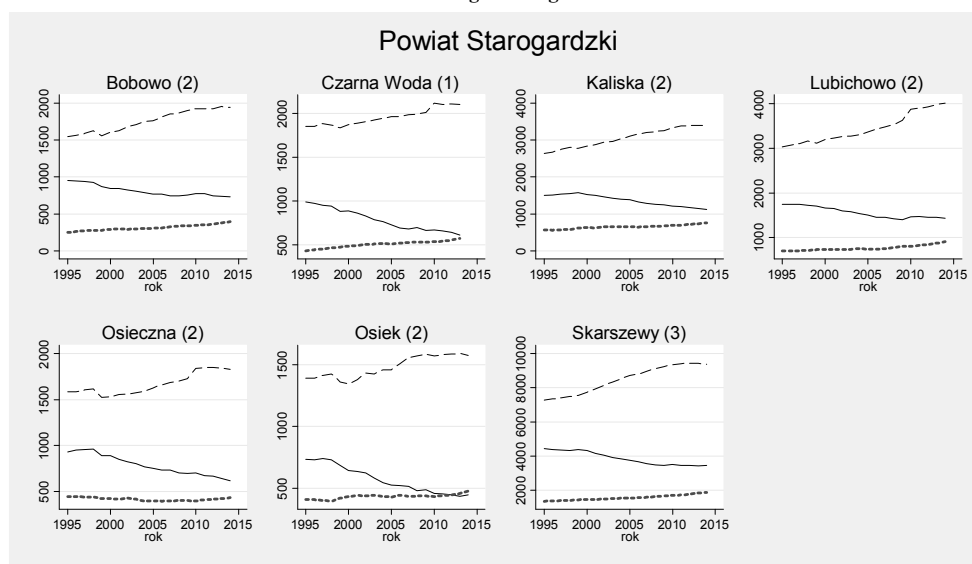 Powiat Starogardzki
Bobowo (2)
2000
1500
1000
500
0
1995 2000 2005 2010 2015
rok
Czarna Woda (1)
2000
1500
1000
500
1995 2000 2005 2010 2015
rok
Kaliska (2)
4000
3000
2000
1000
0
1995 2000 2005 2010 2015
rok
Lubichowo (2)
4000
3000
2000
1000
1995 2000 2005 2010 2015
rok
Osieczna (2)
2000
1500
1000
500
1995 2000 2005 2010 2015
rok
Osiek (2)
1500
1000
500
1995 2000 2005 2010 2015
rok
Skarszewy (3)
10000
8000
6000
4000
2000
1995 2000 2005 2010 2015
rok